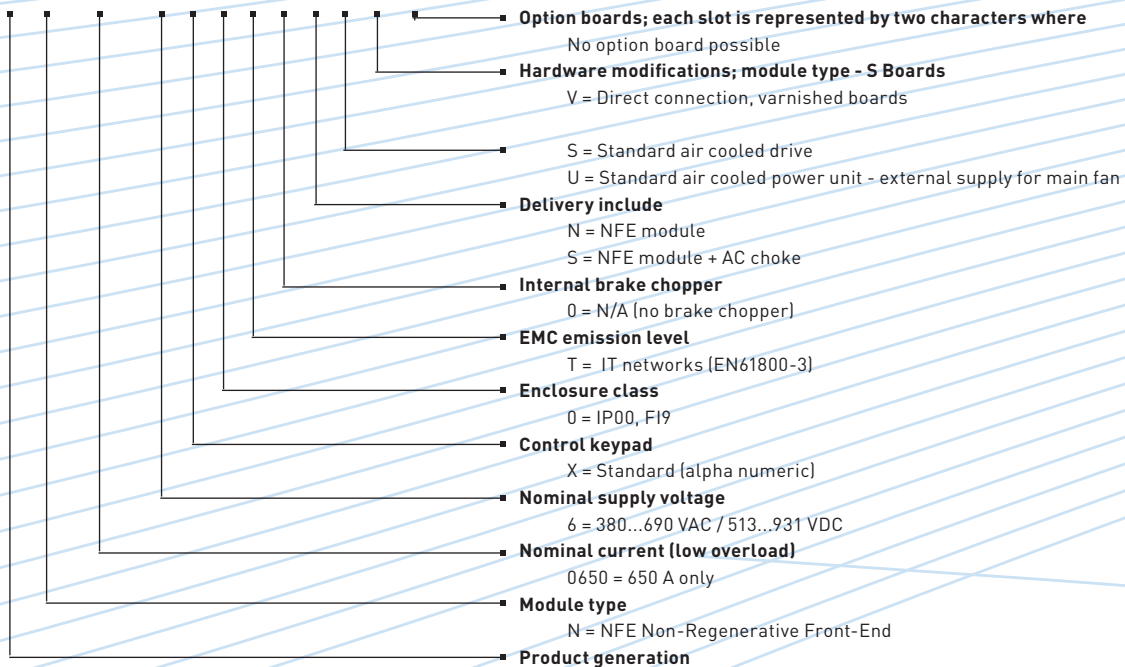 Option boards; each slot is represented by two characters where
No option board possible
Hardware modifications; module type - S Boards
V = Direct connection, varnished boards
S = Standard air cooled drive
U = Standard air cooled power unit - external supply for main fan
Delivery include
N = NFE module
S = NFE module + AC choke
Internal brake chopper
0 = N/A (no brake chopper)
EMC emission level
T = IT networks (EN61800-3)
Enclosure class
0 = IP00, FI9
Control keypad
X = Standard (alpha numeric)
Nominal supply voltage
6 = 380...690 VAC / 513...931 VDC
Nominal current (low overload)
0650 = 650 A only
Module type
N = NFE Non-Regenerative Front-End
Product generation